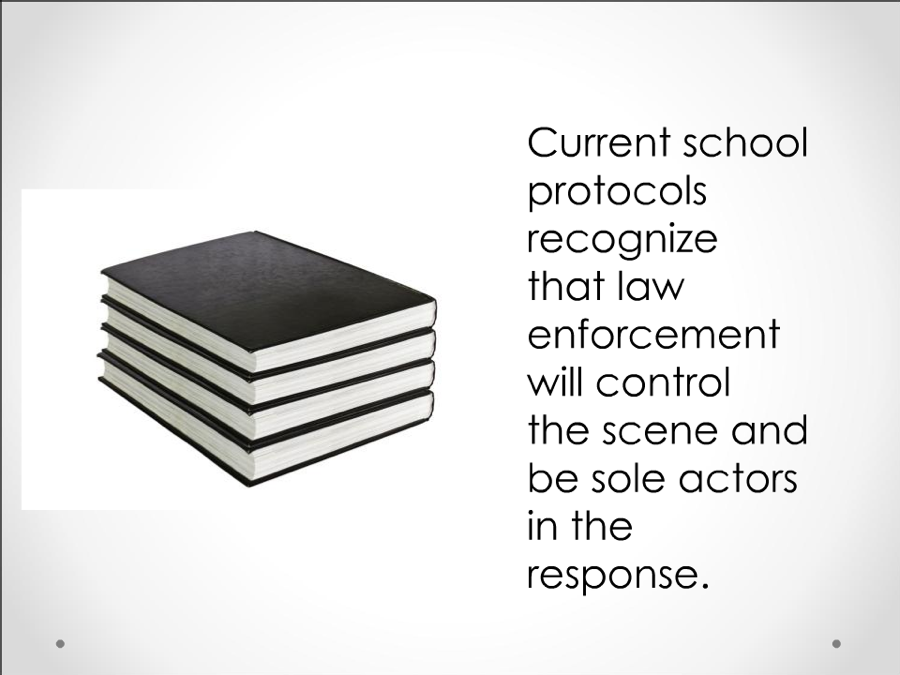 Current school
protocols
recognize
that law
enforcement
will control
the scene and
be sole actors
in the
response.